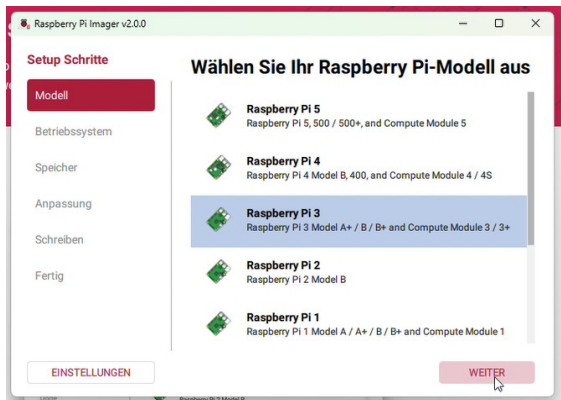 Raspberry Pi Imager v2.0.0
Setup Schritte
Modell
Betriebssystem
Speicher
Anpassung
Schreiben
Fertig
EINSTELLUNGEN
Wählen Sie Ihr Raspberry Pi-Modell aus
Raspberry Pi 5
Raspberry Pi 5, 500 / 500+, and Compute Module 5
Raspberry Pi 4
Raspberry Pi 4 Model B, 400, and Compute Module 4 / 4S
Raspberry Pi 3
Raspberry Pi 3 Model A+ / B / B+ and Compute Module 3 / 3+
Raspberry Pi 2
Raspberry Pi 2 Model B
Raspberry Pi 1
Raspberry Pi 1 Model A / A+ / B / B+ and Compute Module 1
WEITER